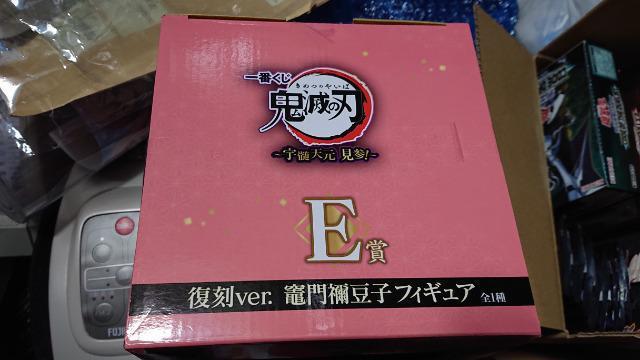 一番くじ
きめつのやいば
鬼滅の刃
~宇髄天元 見参!~
E賞
復刻ver. 竈門禰豆子フィギュア 全1種
FUJI